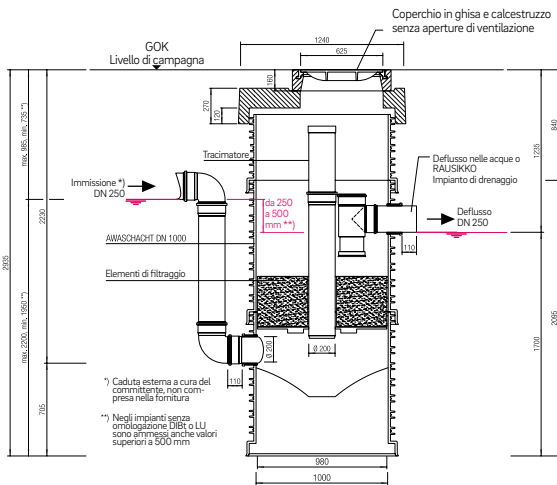 Coperchio in ghisa e calcestruzzo
senza aperture di ventilazione
GOK
Livello di campagna
1240
625
160
270
120
max. 985, min. 735 **)
840
1235
Tracimatore
Deflusso nelle acque o
RAUSIKKO
Impianto di drenaggio
Immissione *)
DN 250
da 250
a 500
mm **)
Deflusso
DN 250
110
2230
2935
AWASCHACHT DN 1000
Elementi di filtraggio
max. 2200, min. 1950 **)
2095
1700
Ø 200
Ø 200
110
705
*) Caduta esterna a cura del
committente, non com-
presa nella fornitura
**) Negli impianti senza
omologazione DIBt o LU
sono ammessi anche valori
superiori a 500 mm
980
1000